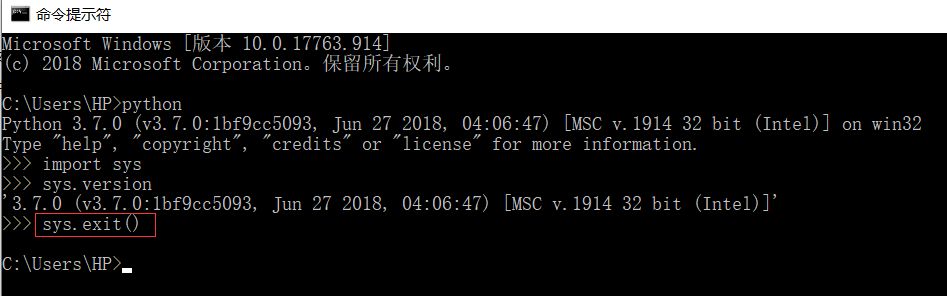 命令提示符
Microsoft Windows [版本 10.0.17763.914]
(c) 2018 Microsoft Corporation。保留所有权利。
C:\Users\HP>python
Python 3.7.0 (v3.7.0:1bf9cc5093, Jun 27 2018, 04:06:47) [MSC v.1914 32 bit (Intel)] on win32
Type "help", "copyright", "credits" or "license" for more information.
>>> import sys
>>> sys.version
'3.7.0 (v3.7.0:1bf9cc5093, Jun 27 2018, 04:06:47) [MSC v.1914 32 bit (Intel)]'
>>> sys.exit()
C:\Users\HP>